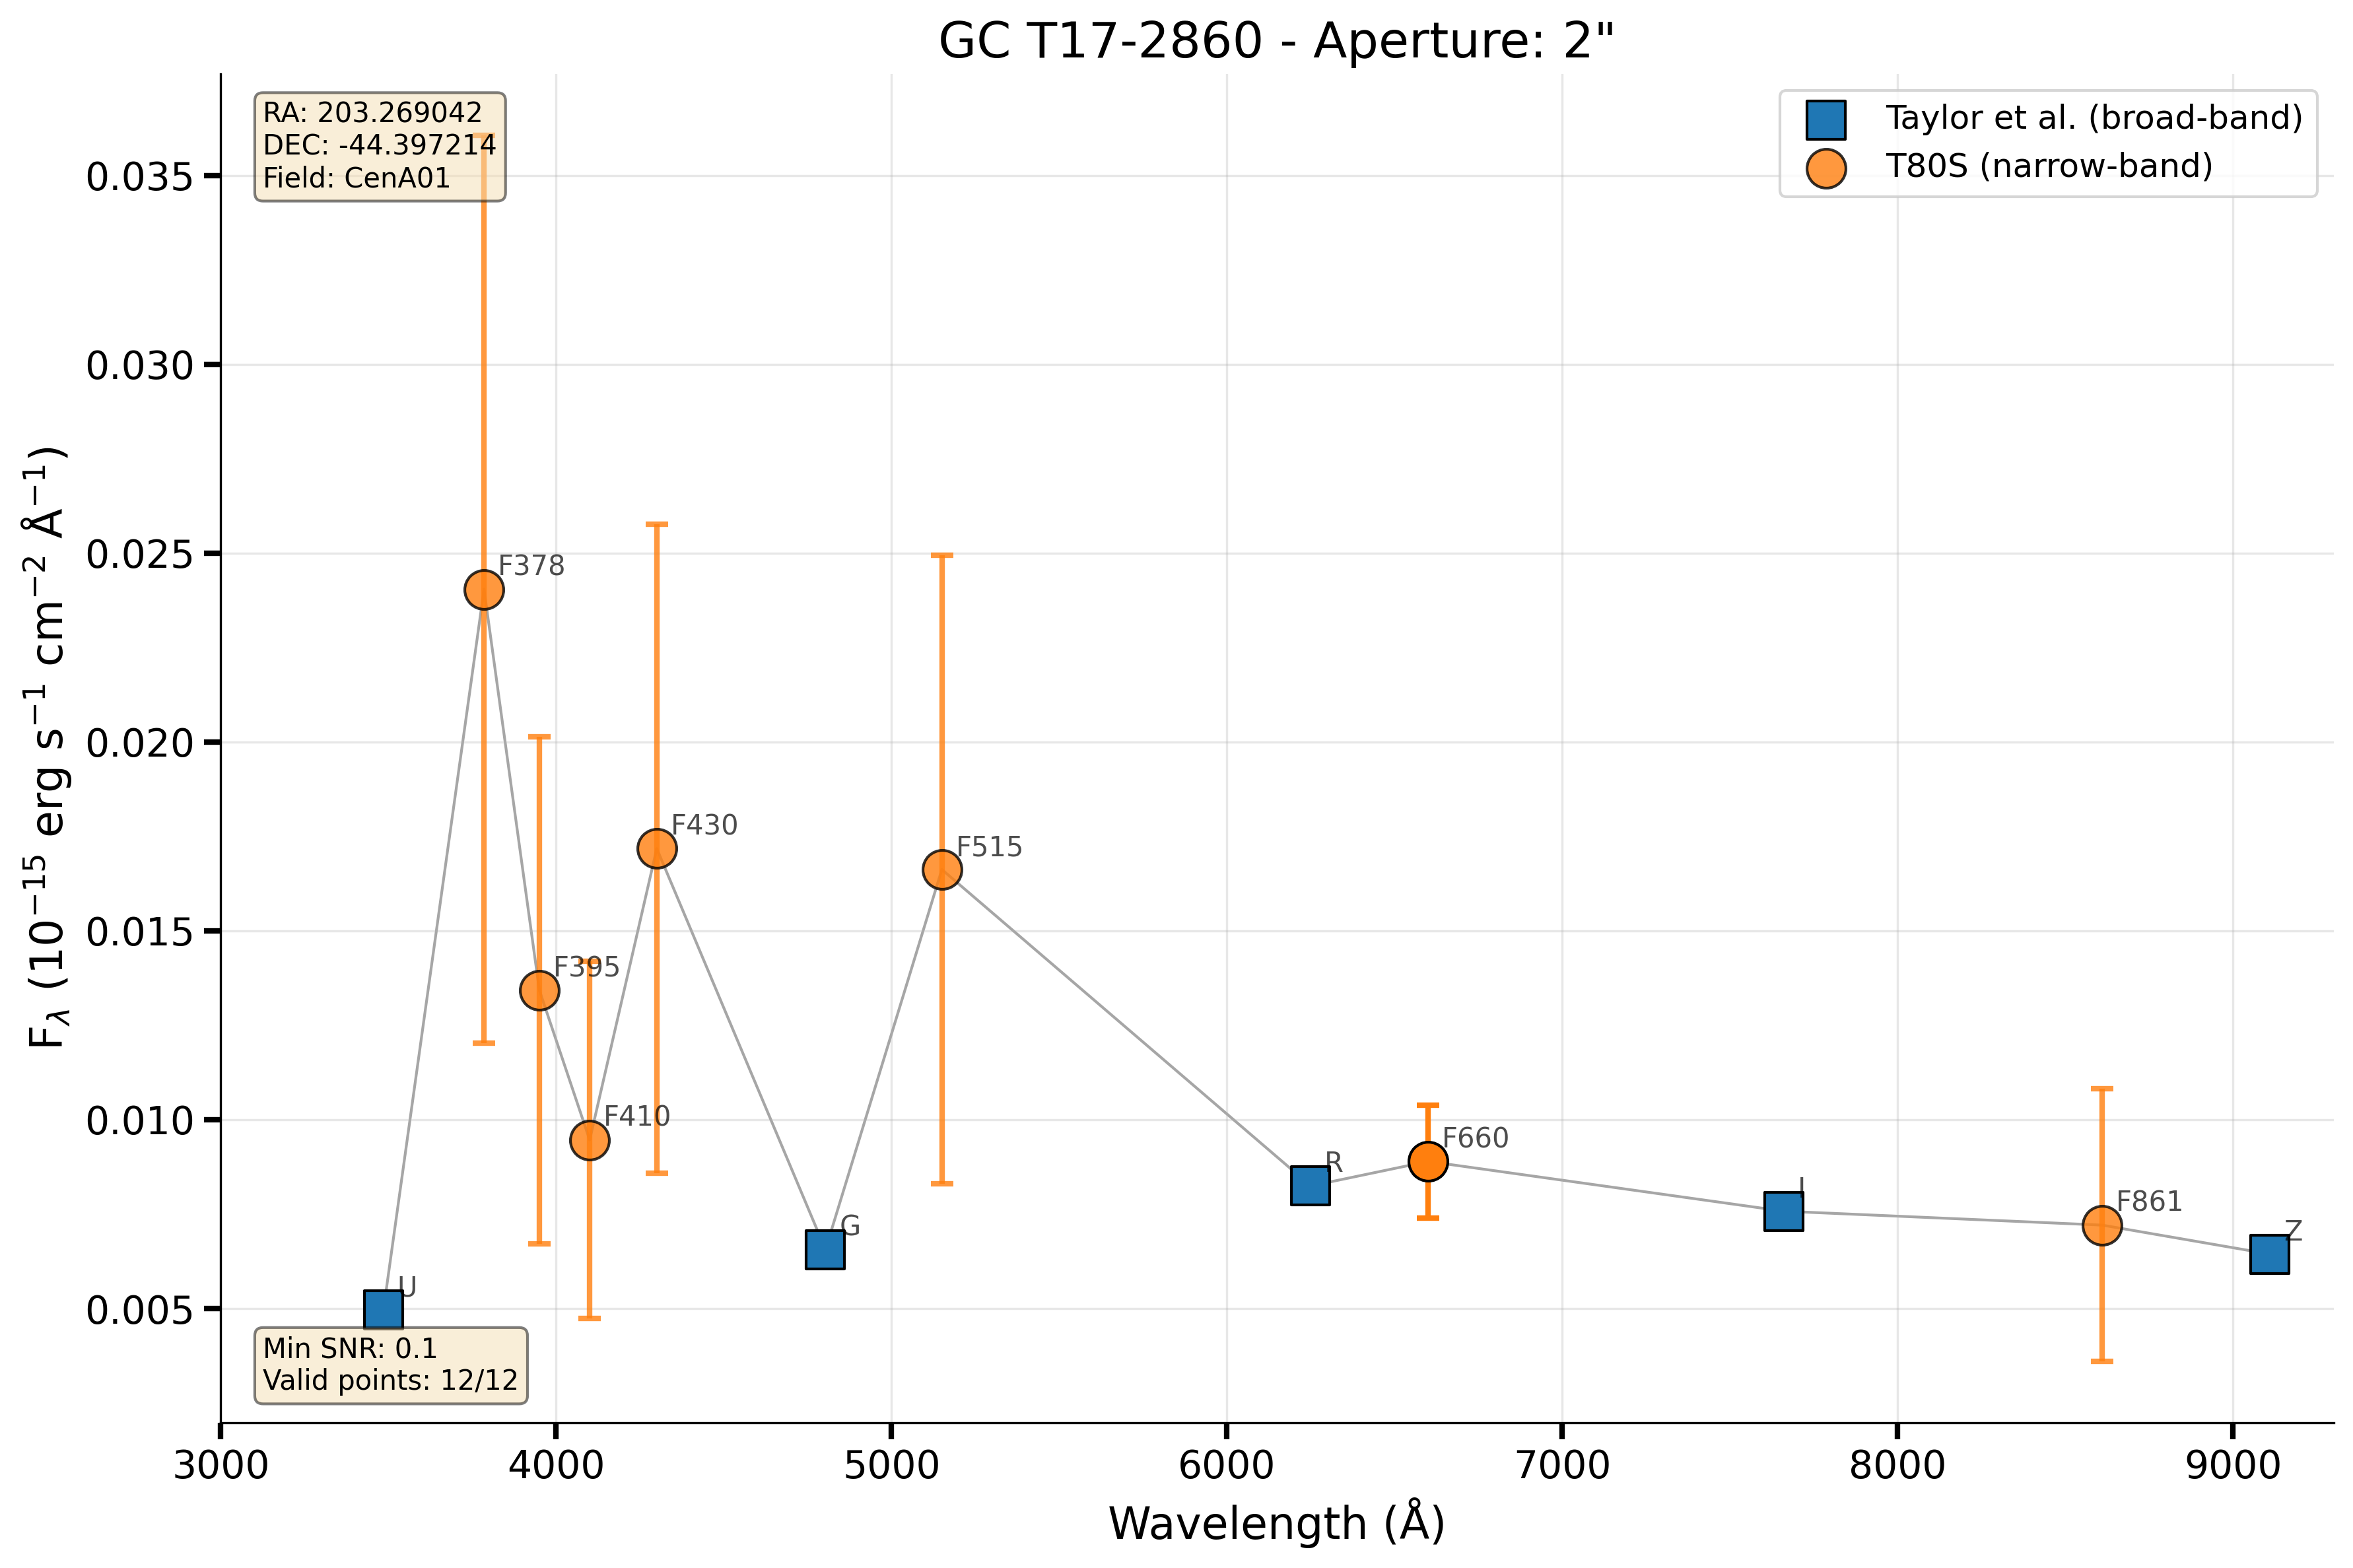 GC T17-2860 - Aperture: 2"
RA: 203.269042
DEC: -44.397214
Field: CenA01
Taylor et al. (broad-band)
T80S (narrow-band)
0.035
0.030
0.025
0.020
0.015
0.010
0.005
F_λ (10⁻¹⁵ erg s⁻¹ cm⁻² Å⁻¹)
F378
F430
F515
F395
F410
F660
R
I
F861
G
Z
U
Min SNR: 0.1
Valid points: 12/12
3000 4000 5000 6000 7000 8000 9000
Wavelength (Å)